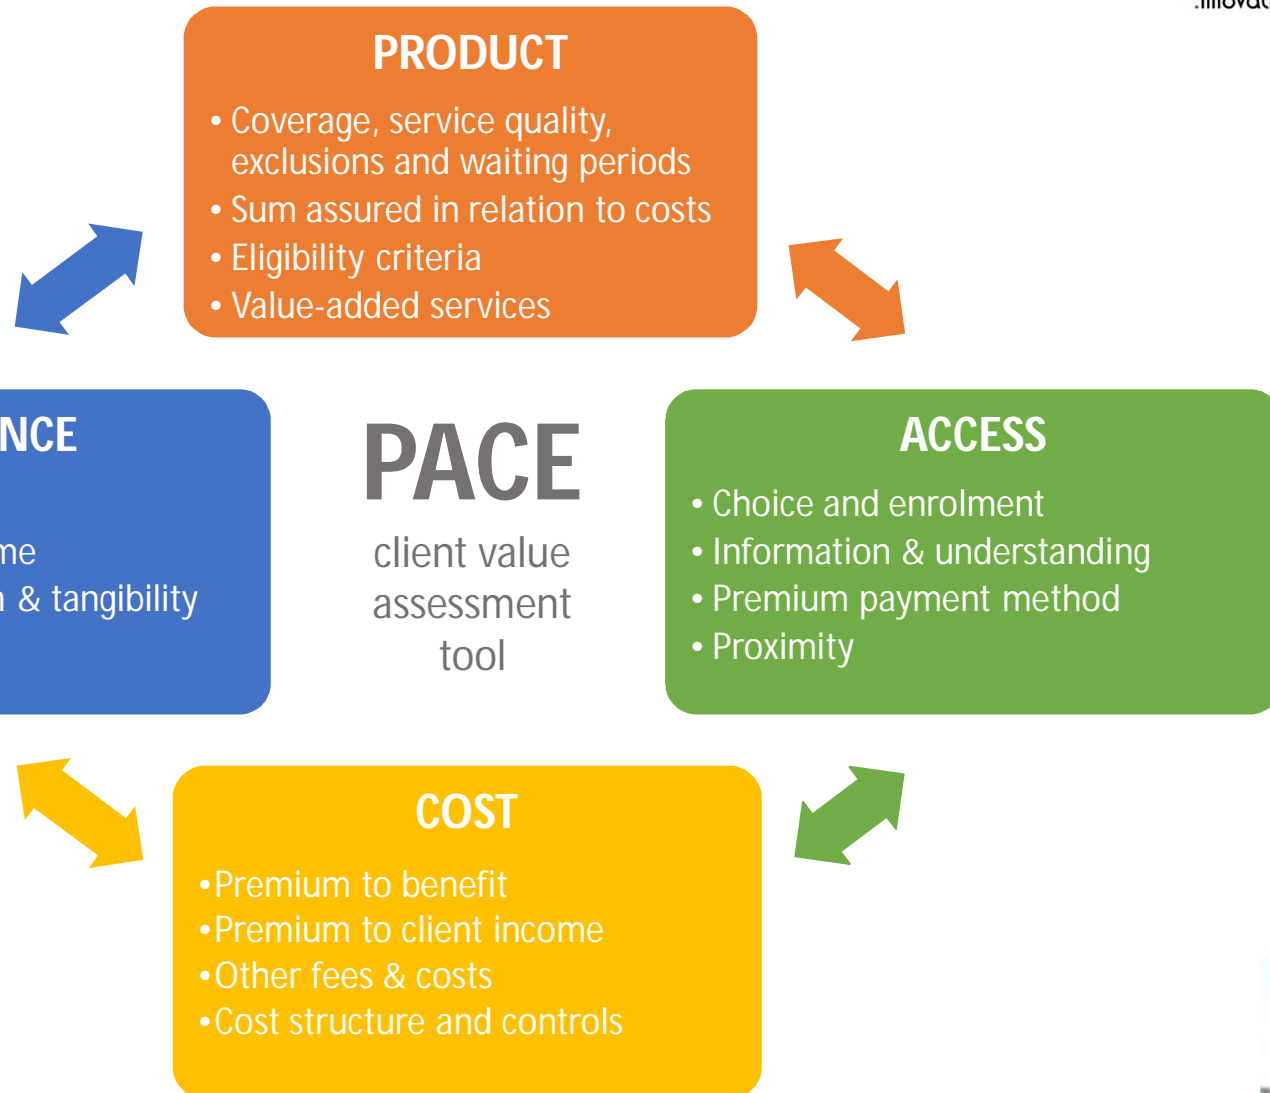 PRODUCT
• Coverage, service quality,
exclusions and waiting periods
• Sum assured in relation to costs
• Eligibility criteria
• Value-added services
NCE
me
& tangibility
PACE
client value
assessment
tool
ACCESS
• Choice and enrolment
• Information & understanding
• Premium payment method
• Proximity
COST
•Premium to benefit
•Premium to client income
•Other fees & costs
•Cost structure and controls